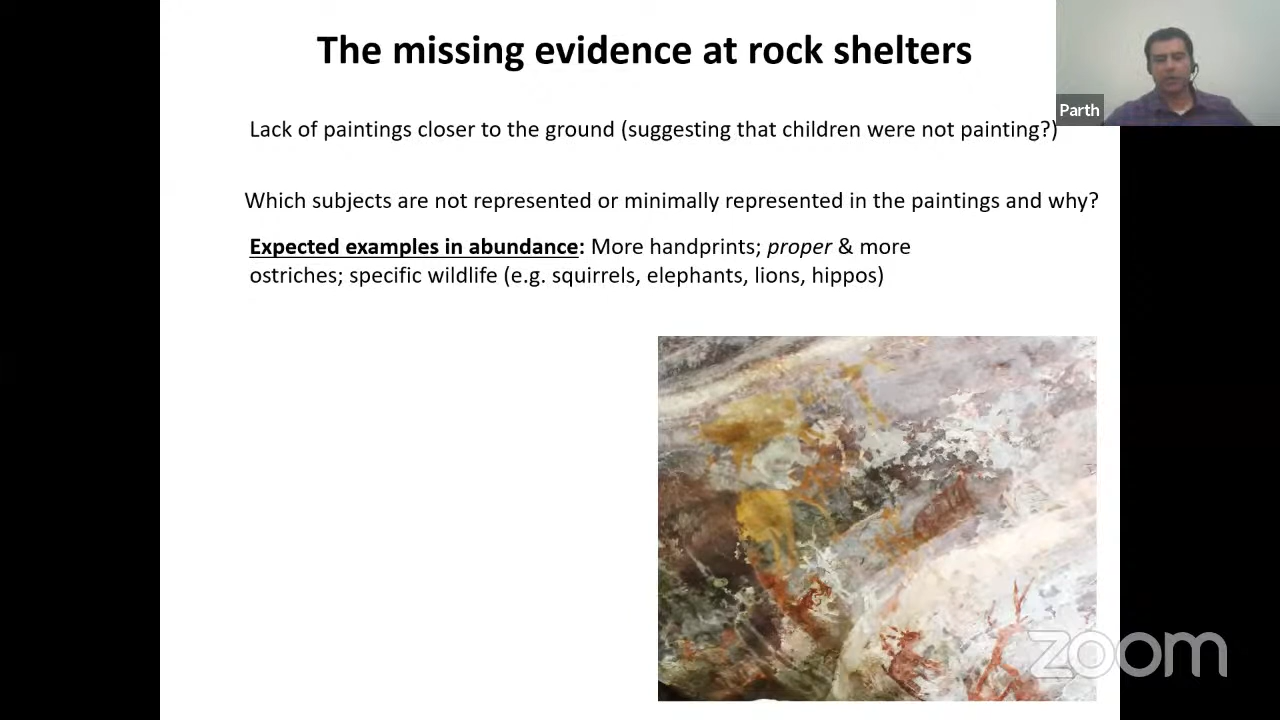 The missing evidence at rock shelters
Parth
Lack of paintings closer to the ground (suggesting that children were not painting?)
Which subjects are not represented or minimally represented in the paintings and why?
Expected examples in abundance: More handprints; proper & more
ostriches; specific wildlife (e.g. squirrels, elephants, lions, hippos)
zoom